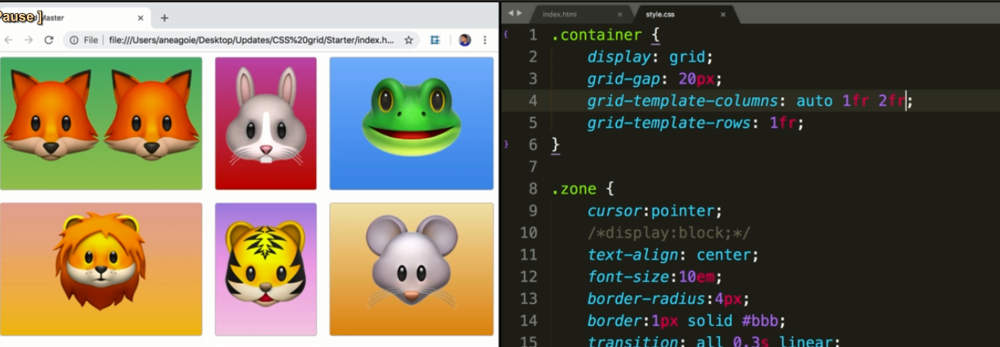 Pause ]
Master
File file:///Users/aneagoie/Desktop/Updates/CSS%20grid/Starter/index.h...
index.html
style.css
1 .container {
2 display: grid;
3 grid-gap: 20px;
4 grid-template-columns: auto 1fr 2fr;
5 grid-template-rows: 1fr;
6 }
7
8 .zone {
9 cursor:pointer;
10 /*display:block;*/
11 text-align: center;
12 font-size:10em;
13 border-radius:4px;
14 border:1px solid #bbb;
15 transition: all 0.3s linear;